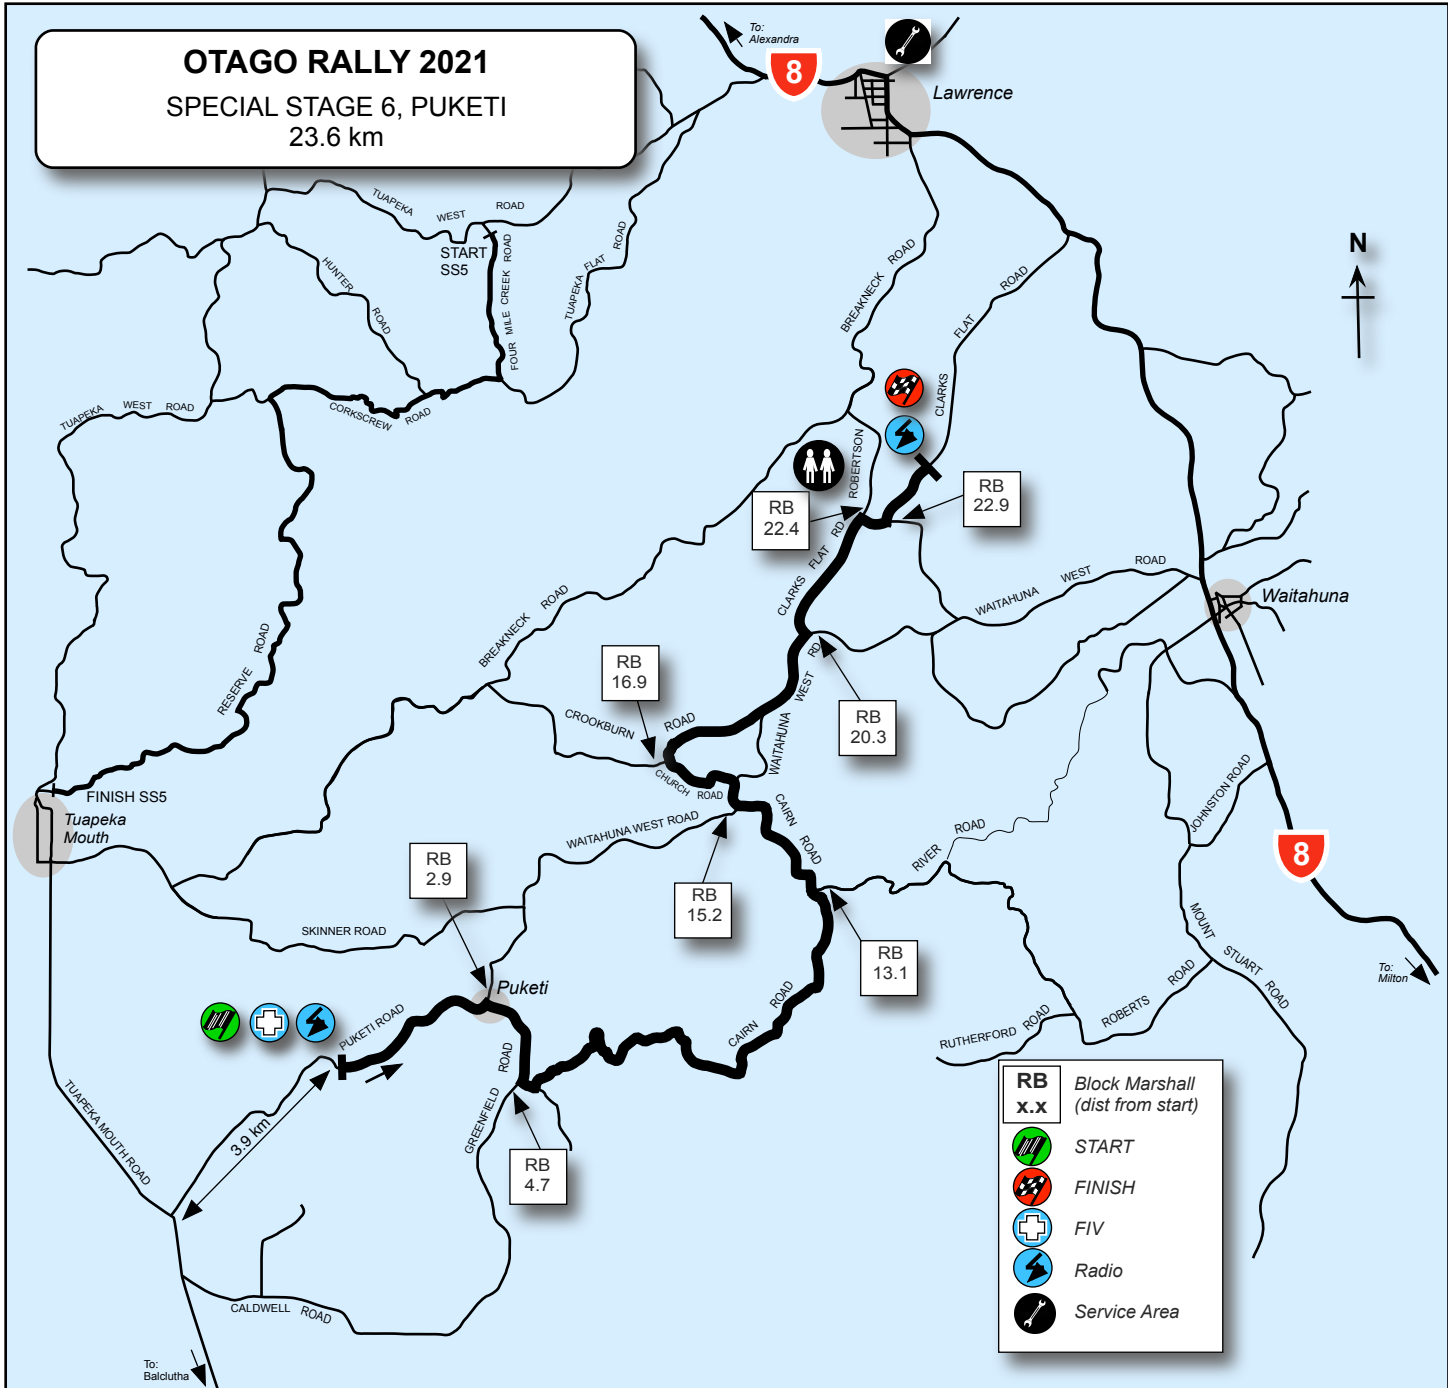 OTAGO RALLY 2021
SPECIAL STAGE 6, PUKETI
23.6 km
To:
Alexandra
8
Lawrence
TUAPEKA WEST ROAD
START
SS5
HUNTER ROAD
FOUR MILE CREEK ROAD
TUAPEKA FLAT ROAD
BREAKNECK ROAD
CLARKS FLAT ROAD
N
TUAPEKA WEST ROAD
CORKSCREW ROAD
ROBERTSON RD
RB
22.4
RB
22.9
CLARKS FLAT
WAITAHUNA WEST ROAD
Waitahuna
BREAKNECK ROAD
RESERVE ROAD
RB
16.9
CROOKBURN ROAD
WAITAHUNA WEST RD
RB
20.3
CHURCH ROAD
FINISH SS5
Tuapeka
Mouth
WAITAHUNA WEST ROAD
CAIRN ROAD
RIVER ROAD
JOHNSTON ROAD
8
RB
2.9
RB
15.2
SKINNER ROAD
RB
13.1
MOUNT STUART ROAD
To:
Milton
Puketi
PUKETI ROAD
CAIRN ROAD
ROBERTS ROAD
RUTHERFORD ROAD
GREENFIELD ROAD
TUAPEKA MOUTH ROAD
3.9 km
RB
4.7
CALDWELL ROAD
To:
Balclutha
RB
x.x
Block Marshall
(dist from start)
START
FINISH
FIV
Radio
Service Area